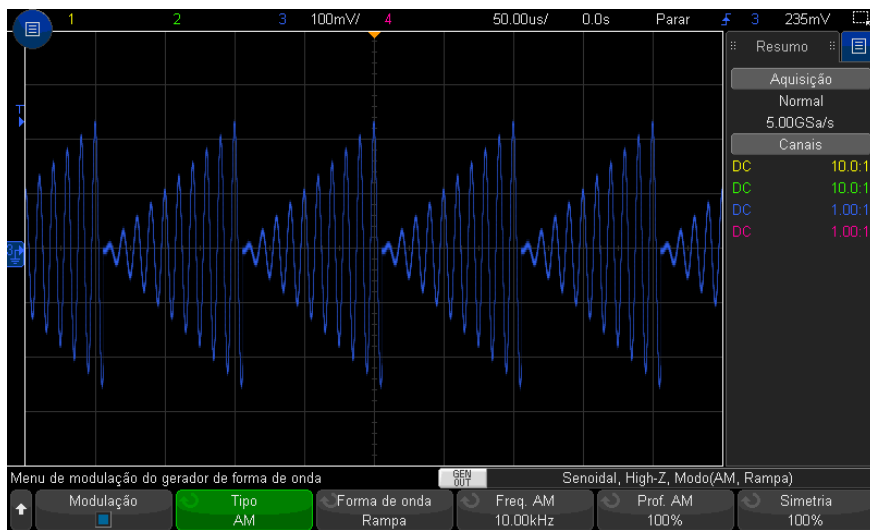 1 2 3 100mV/ 4 50.00us/ 0.0s Parar 3 235mV
Resumo
Aquisição
Normal
5.00GSa/s
Canais
DC 10.0:1
DC 10.0:1
DC 1.00:1
DC 1.00:1
T
3
Menu de modulação do gerador de forma de onda
GEN OUT
Senoidal, High-Z, Modo(AM, Rampa)
Modulação
Tipo
AM
Forma de onda
Rampa
Freq. AM
10.00kHz
Prof. AM
100%
Simetria
100%